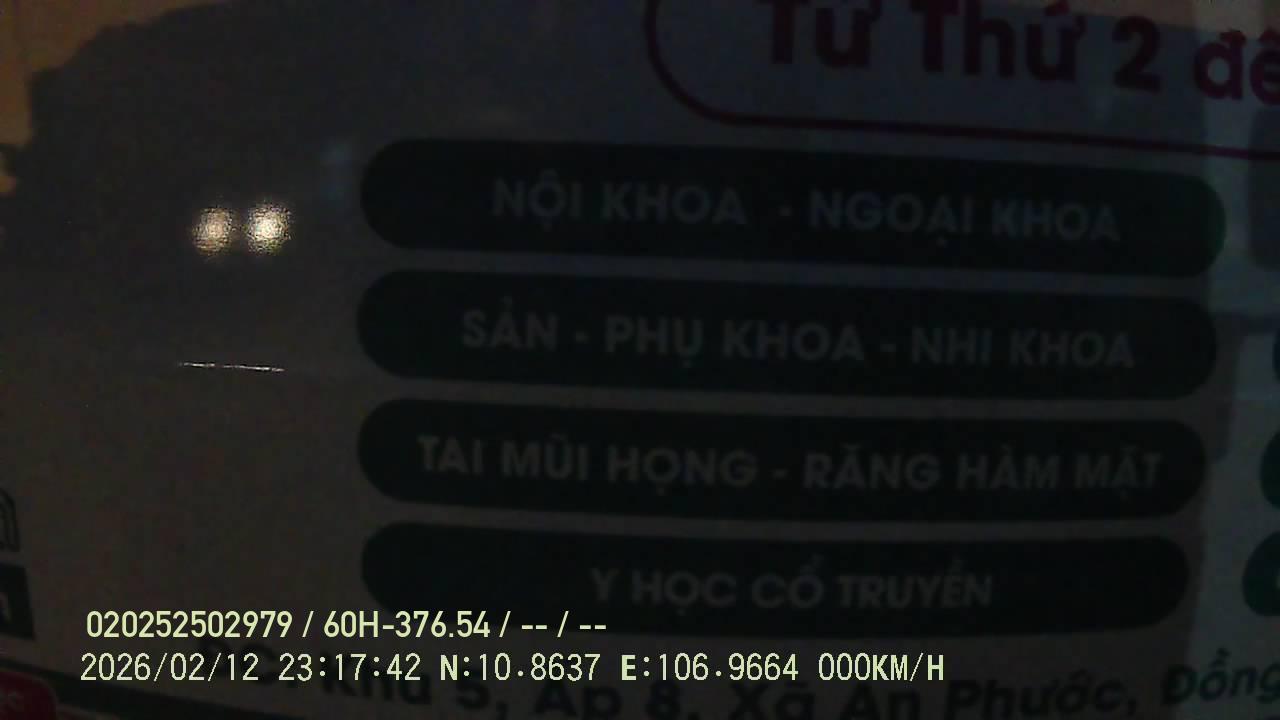 Từ Thứ 2 đế
NỘI KHOA - NGOẠI KHOA
SẢN - PHỤ KHOA - NHI KHOA
TAI MŨI HỌNG - RĂNG HÀM MẶT
Y HỌC CỔ TRUYỀN
020252502979 / 60H-376.54 / -- / --
2026/02/12 23:17:42 N:10.8637 E:106.9664 000KM/H
ĐC: Khu 5, Ấp 8, Xã An Phước, Đồng